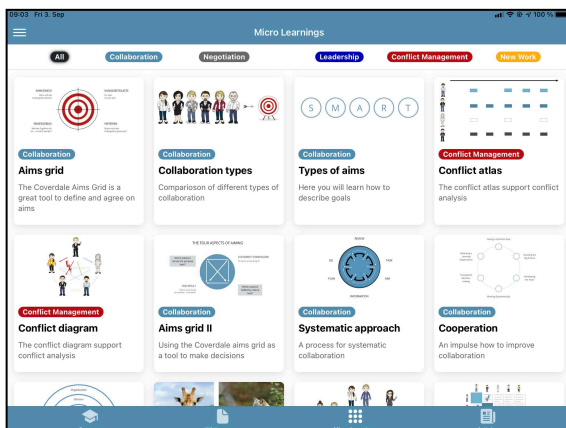 09:03 Fri 3. Sep
100 %
Micro Learnings
All
Collaboration
Negotiation
Leadership
Conflict Management
New Work
S M A R T
Collaboration
Aims grid
The Coverdale Aims Grid is a
great tool to define and agree on
aims
Collaboration
Collaboration types
Comparioson of different types of
collaboration
Collaboration
Types of aims
Here you will learn how to
describe goals
Conflict Management
Conflict atlas
The conflict atlas support conflict
analysis
THE FOUR ASPECTS OF AIMING
REVIEW
DO
PLAN
AIM
INFORMATION
Conflict Management
Conflict diagram
The conflict diagram support
conflict analysis
Collaboration
Aims grid II
Using the Coverdale aims grid as
a tool to make decisions
Collaboration
Systematic approach
A process for systematic
collaboration
Collaboration
Cooperation
An impulse how to improve
collaboration